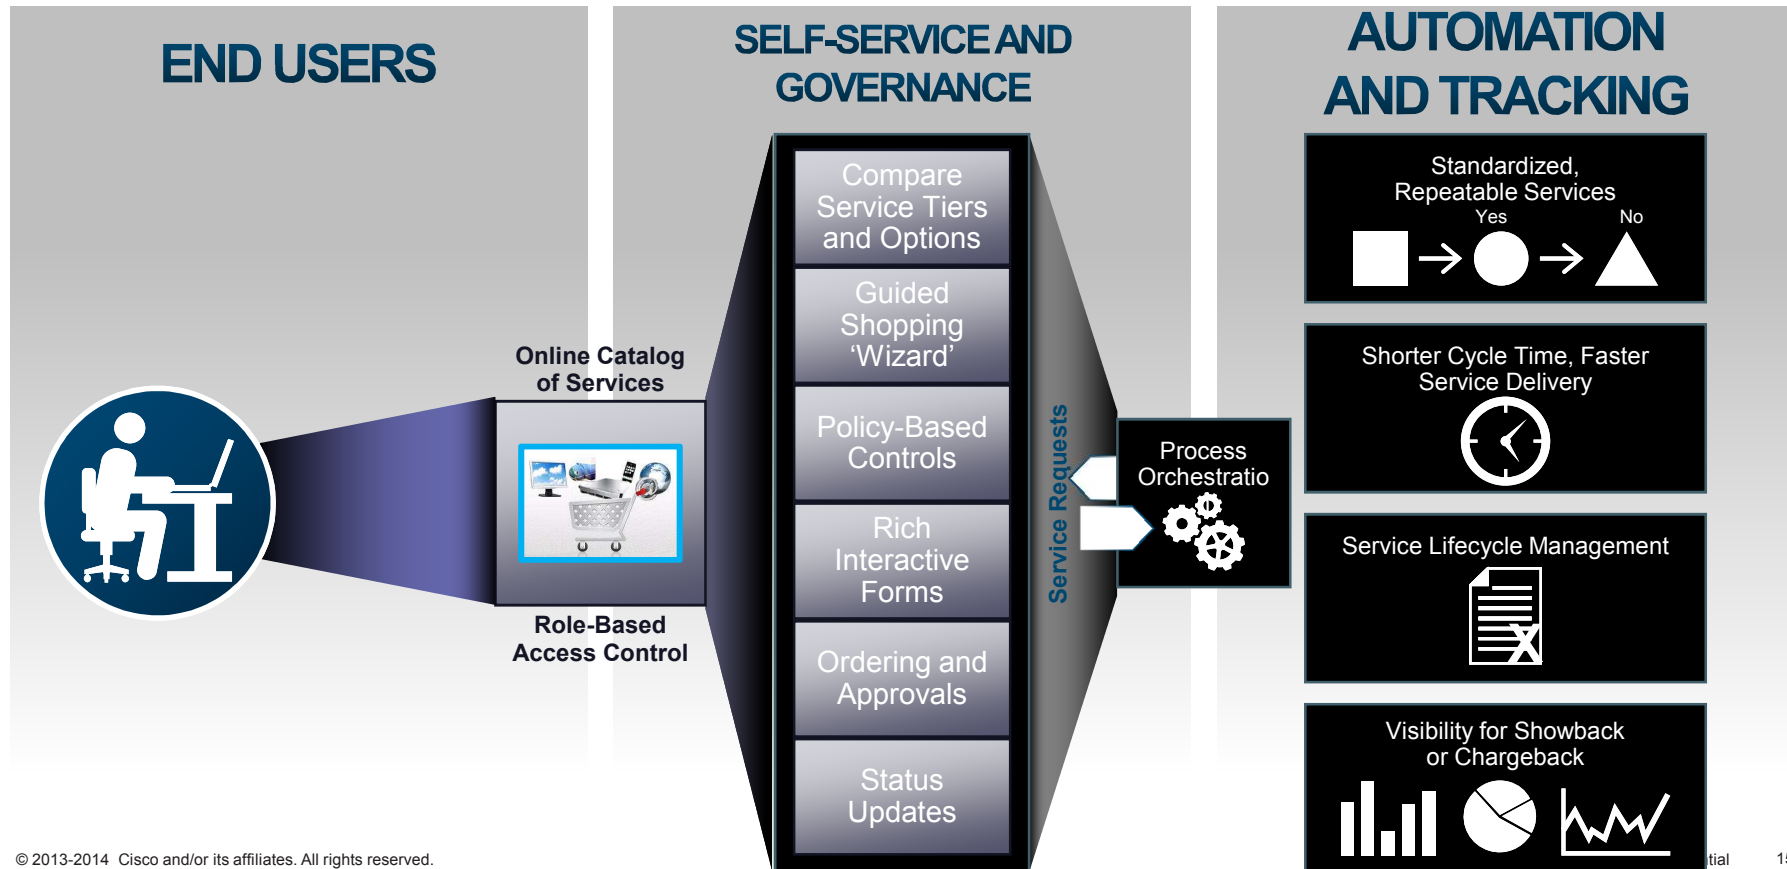 END USERS
SELF-SERVICE AND
GOVERNANCE
AUTOMATION
AND TRACKING
Online Catalog
of Services
Role-Based
Access Control
Compare
Service Tiers
and Options
Guided
Shopping
‘Wizard’
Policy-Based
Controls
Rich
Interactive
Forms
Ordering and
Approvals
Status
Updates
Service Requests
Process
Orchestratio
Standardized,
Repeatable Services
Yes No
Shorter Cycle Time, Faster
Service Delivery
Service Lifecycle Management
X
Visibility for Showback
or Chargeback
© 2013-2014 Cisco and/or its affiliates. All rights reserved.
tial 15